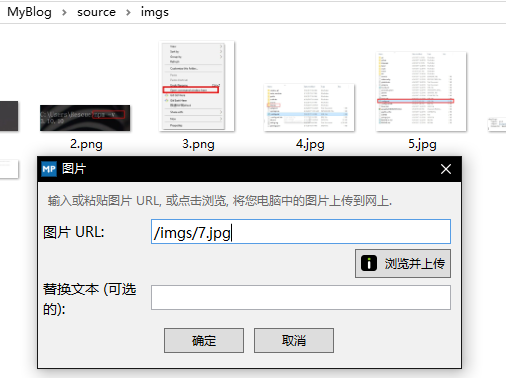 MyBlog › source › imgs
2.png 3.png 4.jpg 5.jpg
MP 图片
输入或粘贴图片 URL, 或点击浏览, 将您电脑中的图片上传到网上.
图片 URL: /imgs/7.jpg
浏览并上传
替换文本 (可选的):
确定 取消